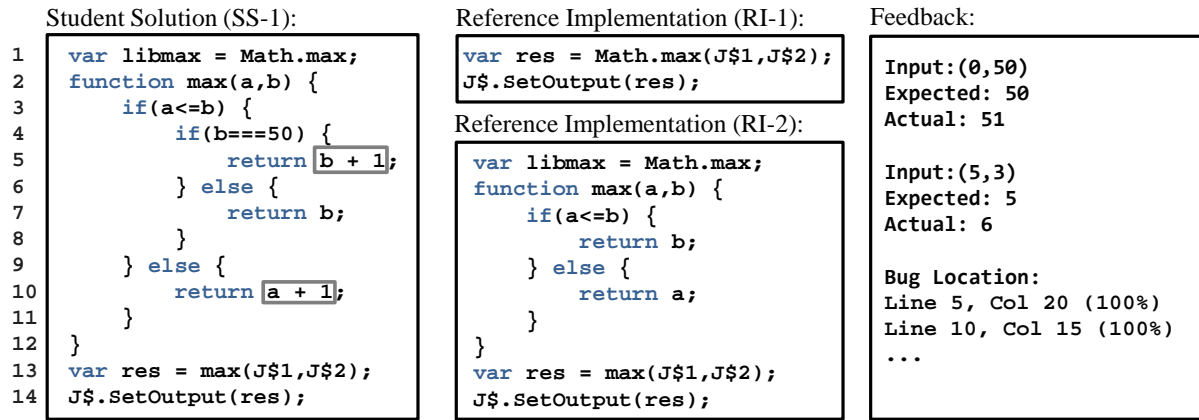 Student Solution (SS-1):
1 var libmax = Math.max;
2 function max(a,b) {
3 if(a<=b) {
4 if(b===50) {
5 return b + 1;
6 } else {
7 return b;
8 }
9 } else {
10 return a + 1;
11 }
12 }
13 var res = max(J$1,J$2);
14 J$.SetOutput(res);
Reference Implementation (RI-1):
var res = Math.max(J$1,J$2);
J$.SetOutput(res);
Reference Implementation (RI-2):
var libmax = Math.max;
function max(a,b) {
if(a<=b) {
return b;
} else {
return a;
}
}
var res = max(J$1,J$2);
J$.SetOutput(res);
Feedback:
Input:(0,50)
Expected: 50
Actual: 51
Input:(5,3)
Expected: 5
Actual: 6
Bug Location:
Line 5, Col 20 (100%)
Line 10, Col 15 (100%)
...